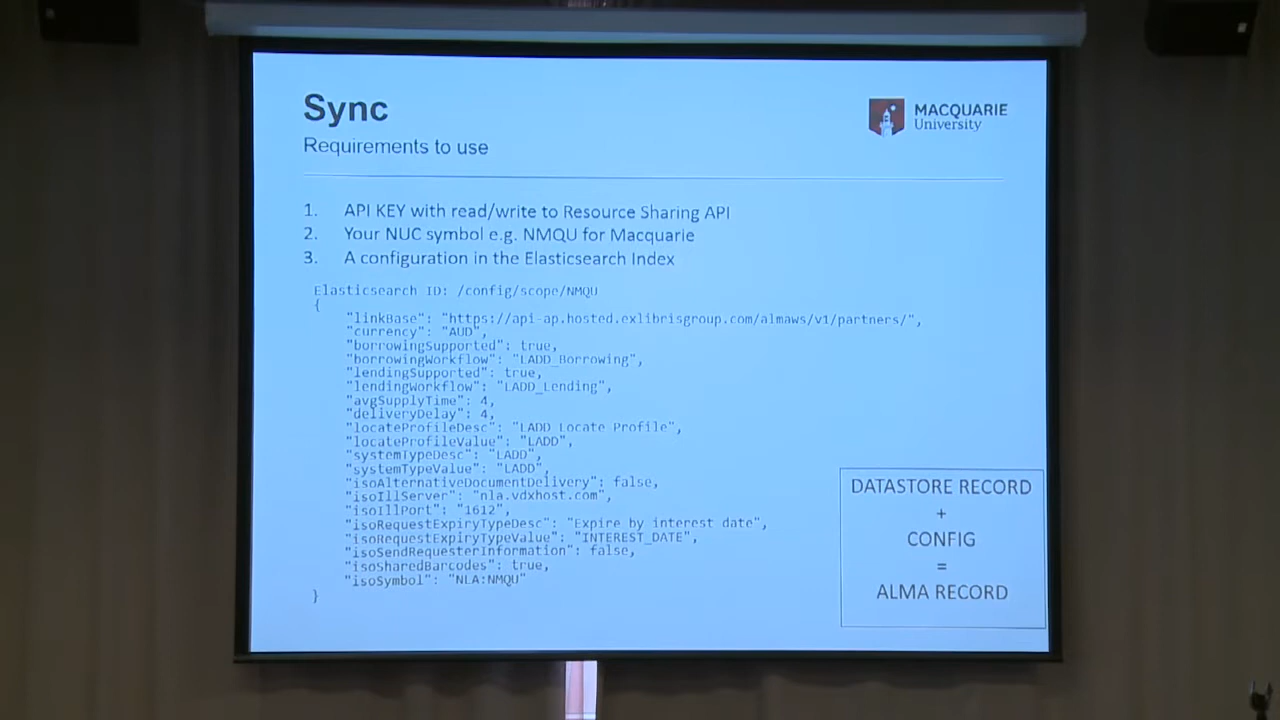 Sync
MACQUARIE
University
Requirements to use
1. API KEY with read/write to Resource Sharing API
2. Your NUC symbol e.g. NMQU for Macquarie
3. A configuration in the Elasticsearch Index
Elasticsearch ID: /config/scope/NMQU
{
"linkBase": "https://api-ap.hosted.exlibrisgroup.com/almaws/v1/partners/",
"currency": "AUD",
"borrowingSupported": true,
"borrowingWorkflow": "LADD_Borrowing",
"lendingSupported": true,
"lendingWorkflow": "LADD_Lending",
"avgSupplyTime": 4,
"deliveryDelay": 4,
"locateProfileDesc": "LADD Locate Profile",
"locateProfileValue": "LADD",
"systemTypeDesc": "LADD",
"systemTypeValue": "LADD",
"isoAlternativeDocumentDelivery": false,
"isoIllServer": "nla.vdxhost.com",
"isoIllPort": "1612",
"isoRequestExpiryTypeDesc": "Expire by interest date",
"isoRequestExpiryTypeValue": "INTEREST_DATE",
"isoSendRequesterInformation": false,
"isoSharedBarcodes": true,
"isoSymbol": "NLA:NMQU"
}
DATASTORE RECORD
+
CONFIG
=
ALMA RECORD